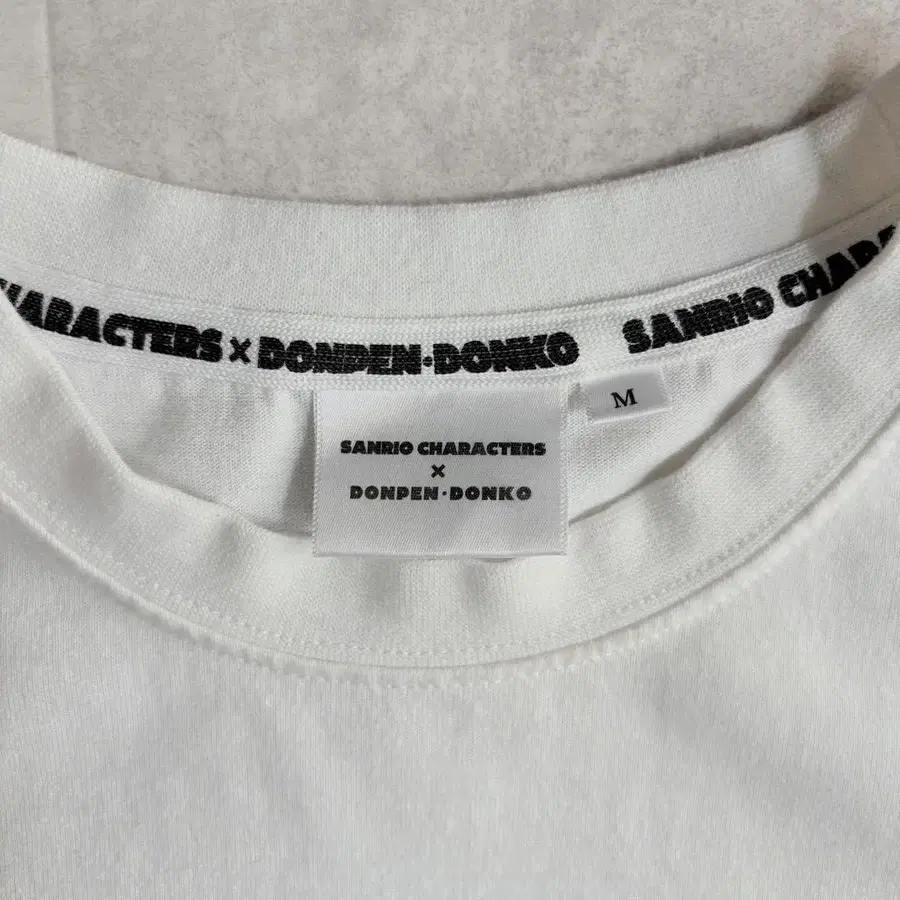 CHARACTERS × DONPEN·DONKO SANRIO CHARA
M
SANRIO CHARACTERS
×
DONPEN·DONKO